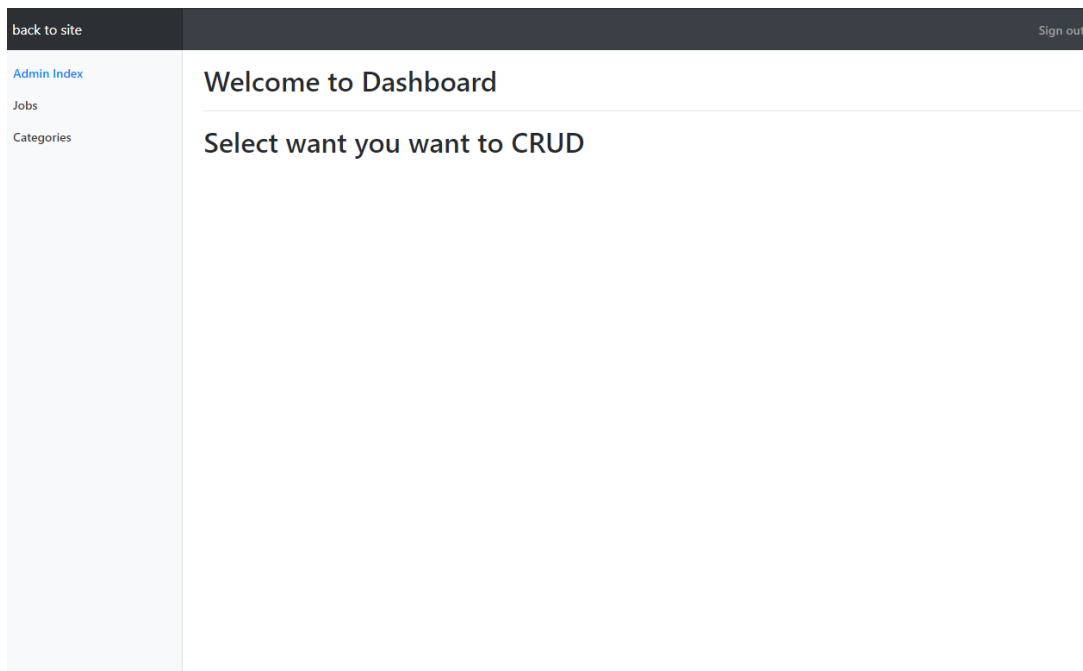 back to site
Sign out
Admin Index
Jobs
Categories
Welcome to Dashboard
Select want you want to CRUD